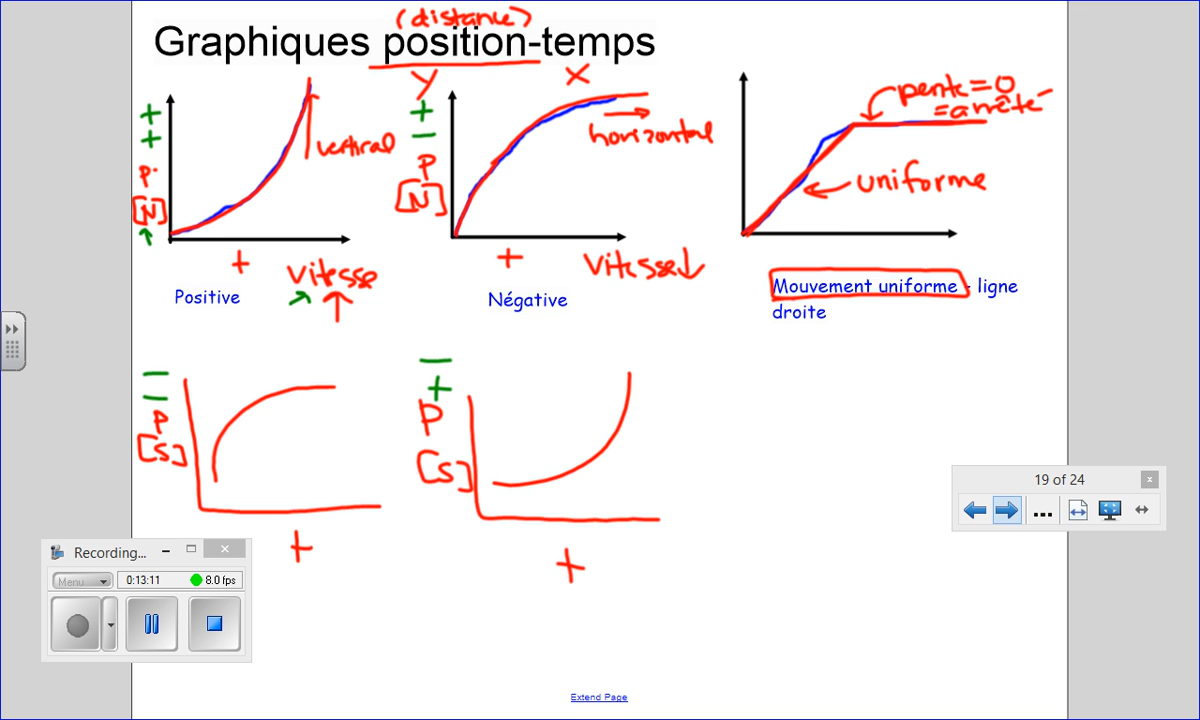 (distance)
Graphiques position-temps
Y
X
+
+
P.
[N]
vertical
+
Vitesse
Positive
+
−
P
[N]
horizontal
+
Vitesse↓
Négative
pente=0
=arrêté
uniforme
Mouvement uniforme - ligne
droite
−
−
P
[S]
+
−
+
P
[S]
+
19 of 24
...
Recording...
Menu
0:13:11
8.0 fps
Extend Page